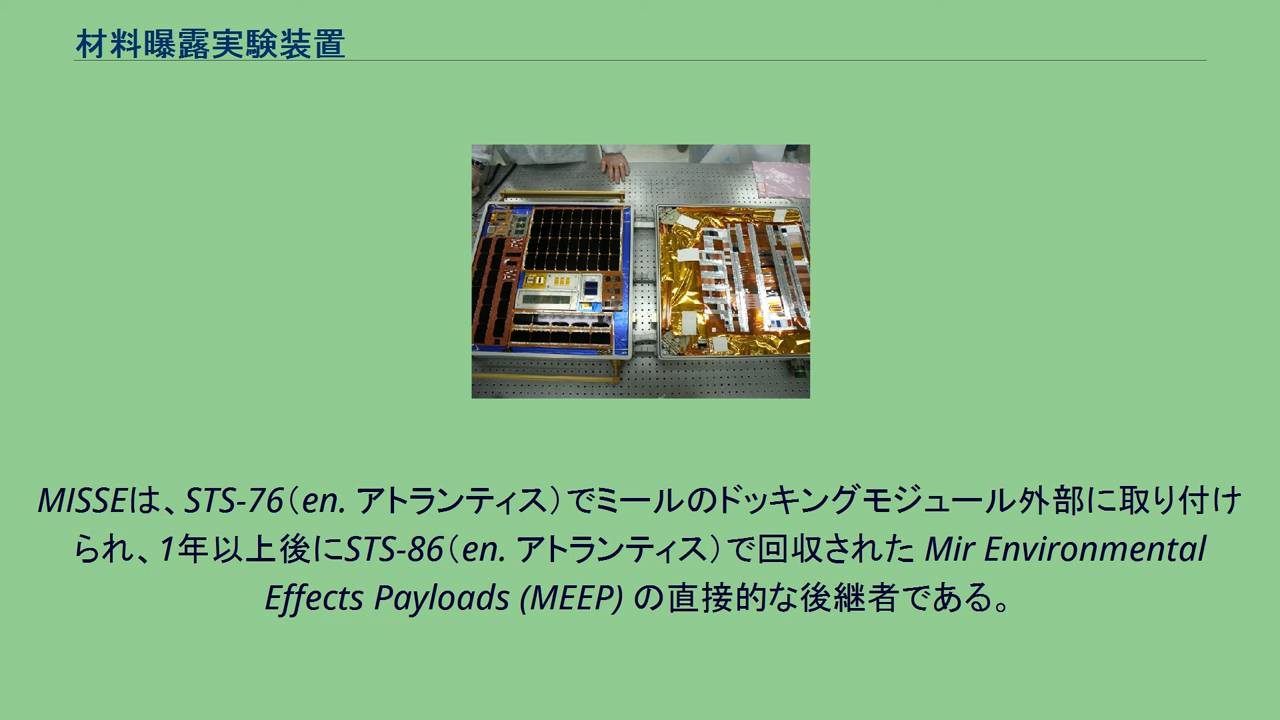 材料曝露実験装置
MISSEは、STS-76（en. アトランティス）でミールのドッキングモジュール外部に取り付け
られ、1年以上後にSTS-86（en. アトランティス）で回収された Mir Environmental
Effects Payloads (MEEP) の直接的な後継者である。